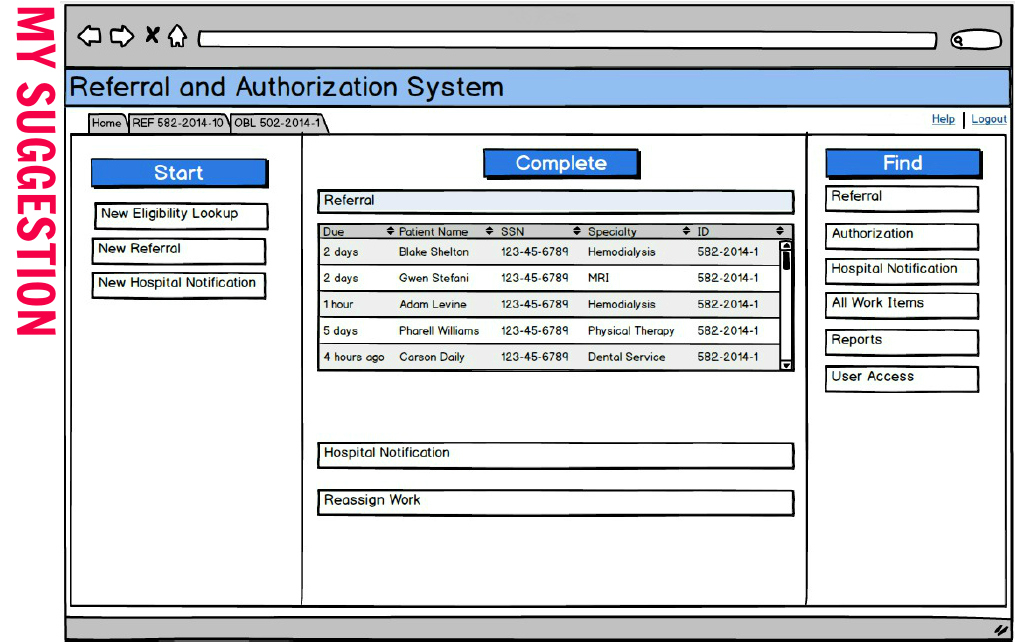 MY SUGGESTION
Referral and Authorization System
Home REF 582-2014-10 OBL 502-2014-1
Help Logout
Start
New Eligibility Lookup
New Referral
New Hospital Notification
Complete
Referral
Due Patient Name SSN Specialty ID
2 days Blake Shelton 123-45-6789 Hemodialysis 582-2014-1
2 days Gwen Stefani 123-45-6789 MRI 582-2014-1
1 hour Adam Levine 123-45-6789 Hemodialysis 582-2014-1
5 days Pharell Williams 123-45-6789 Physical Therapy 582-2014-1
4 hours ago Carson Daily 123-45-6789 Dental Service 582-2014-1
Hospital Notification
Reassign Work
Find
Referral
Authorization
Hospital Notification
All Work Items
Reports
User Access